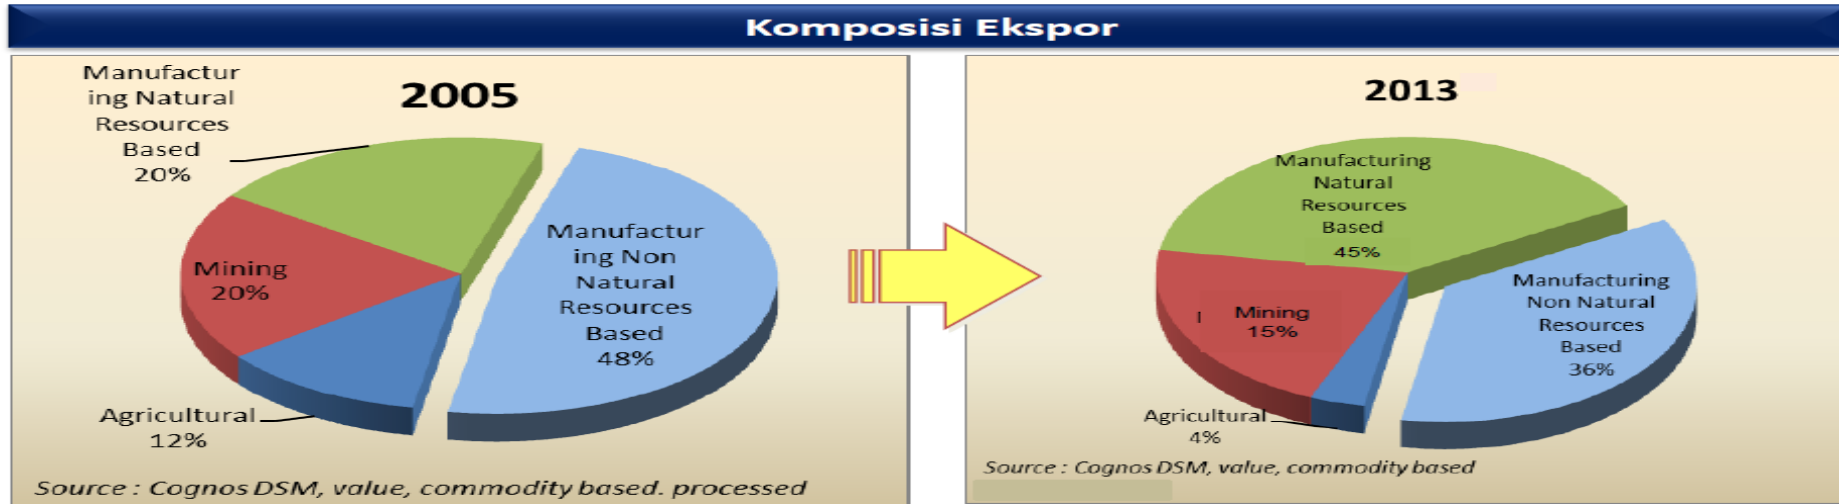 Komposisi Ekspor
Manufactur
ing Natural
Resources
Based
20%
2005
Manufactur
ing Non
Natural
Resources
Based
48%
Mining
20%
Agricultural
12%
Source : Cognos DSM, value, commodity based. processed
2013
Manufacturing
Natural
Resources
Based
45%
Manufacturing
Non Natural
Resources
Based
36%
Mining
15%
Agricultural
4%
Source : Cognos DSM, value, commodity based